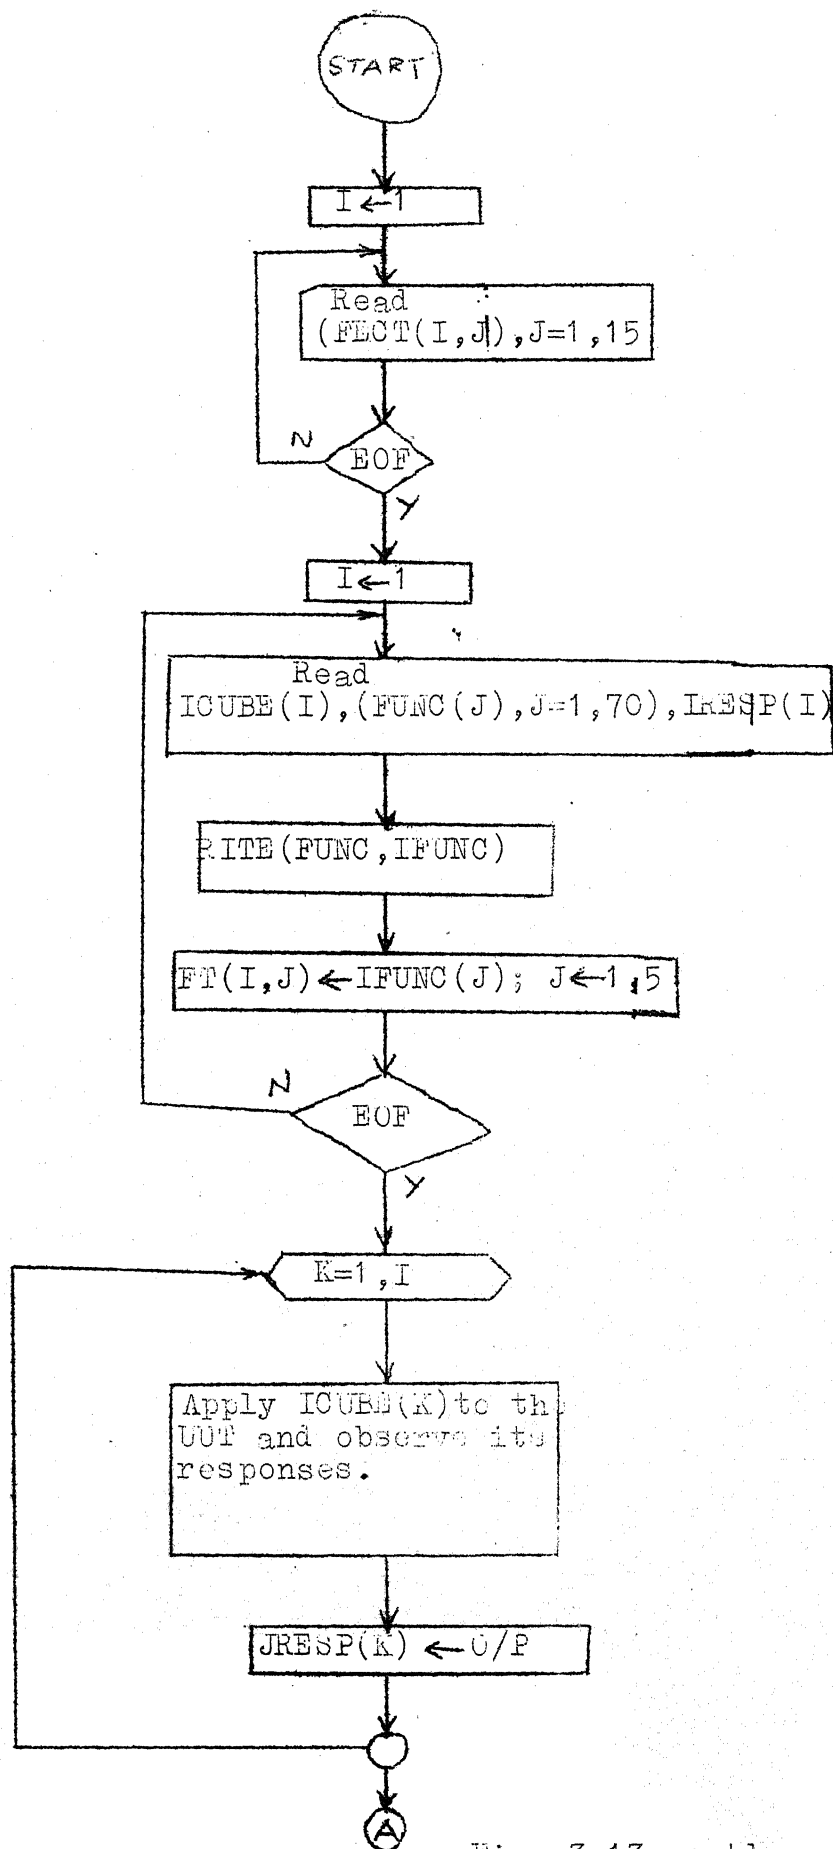 START
I←1
Read
(FECT(I,J),J=1,15
N
EOF
Y
I←1
Read
ICUBE(I),(FUNC(J),J=1,70),IRESP(I)
RITE(FUNC,IFUNC)
FT(I,J)←IFUNC(J); J←1,5
N
EOF
Y
K=1,I
Apply ICUBE(K)to the
UUT and observe its
responses.
JRESP(K) ←O/P
A